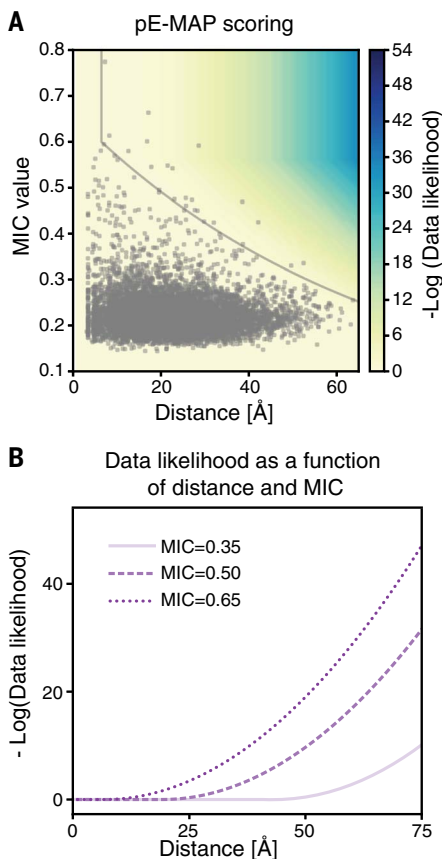 A
pE-MAP scoring
0.8
0.7
0.6
0.5
0.4
0.3
0.2
0.1
MIC value
0
20
40
60
Distance [Å]
54
48
42
36
30
24
18
12
6
0
-Log (Data likelihood)
B
Data likelihood as a function
of distance and MIC
MIC=0.35
MIC=0.50
MIC=0.65
40
20
0
- Log(Data likelihood)
0
25
50
75
Distance [Å]